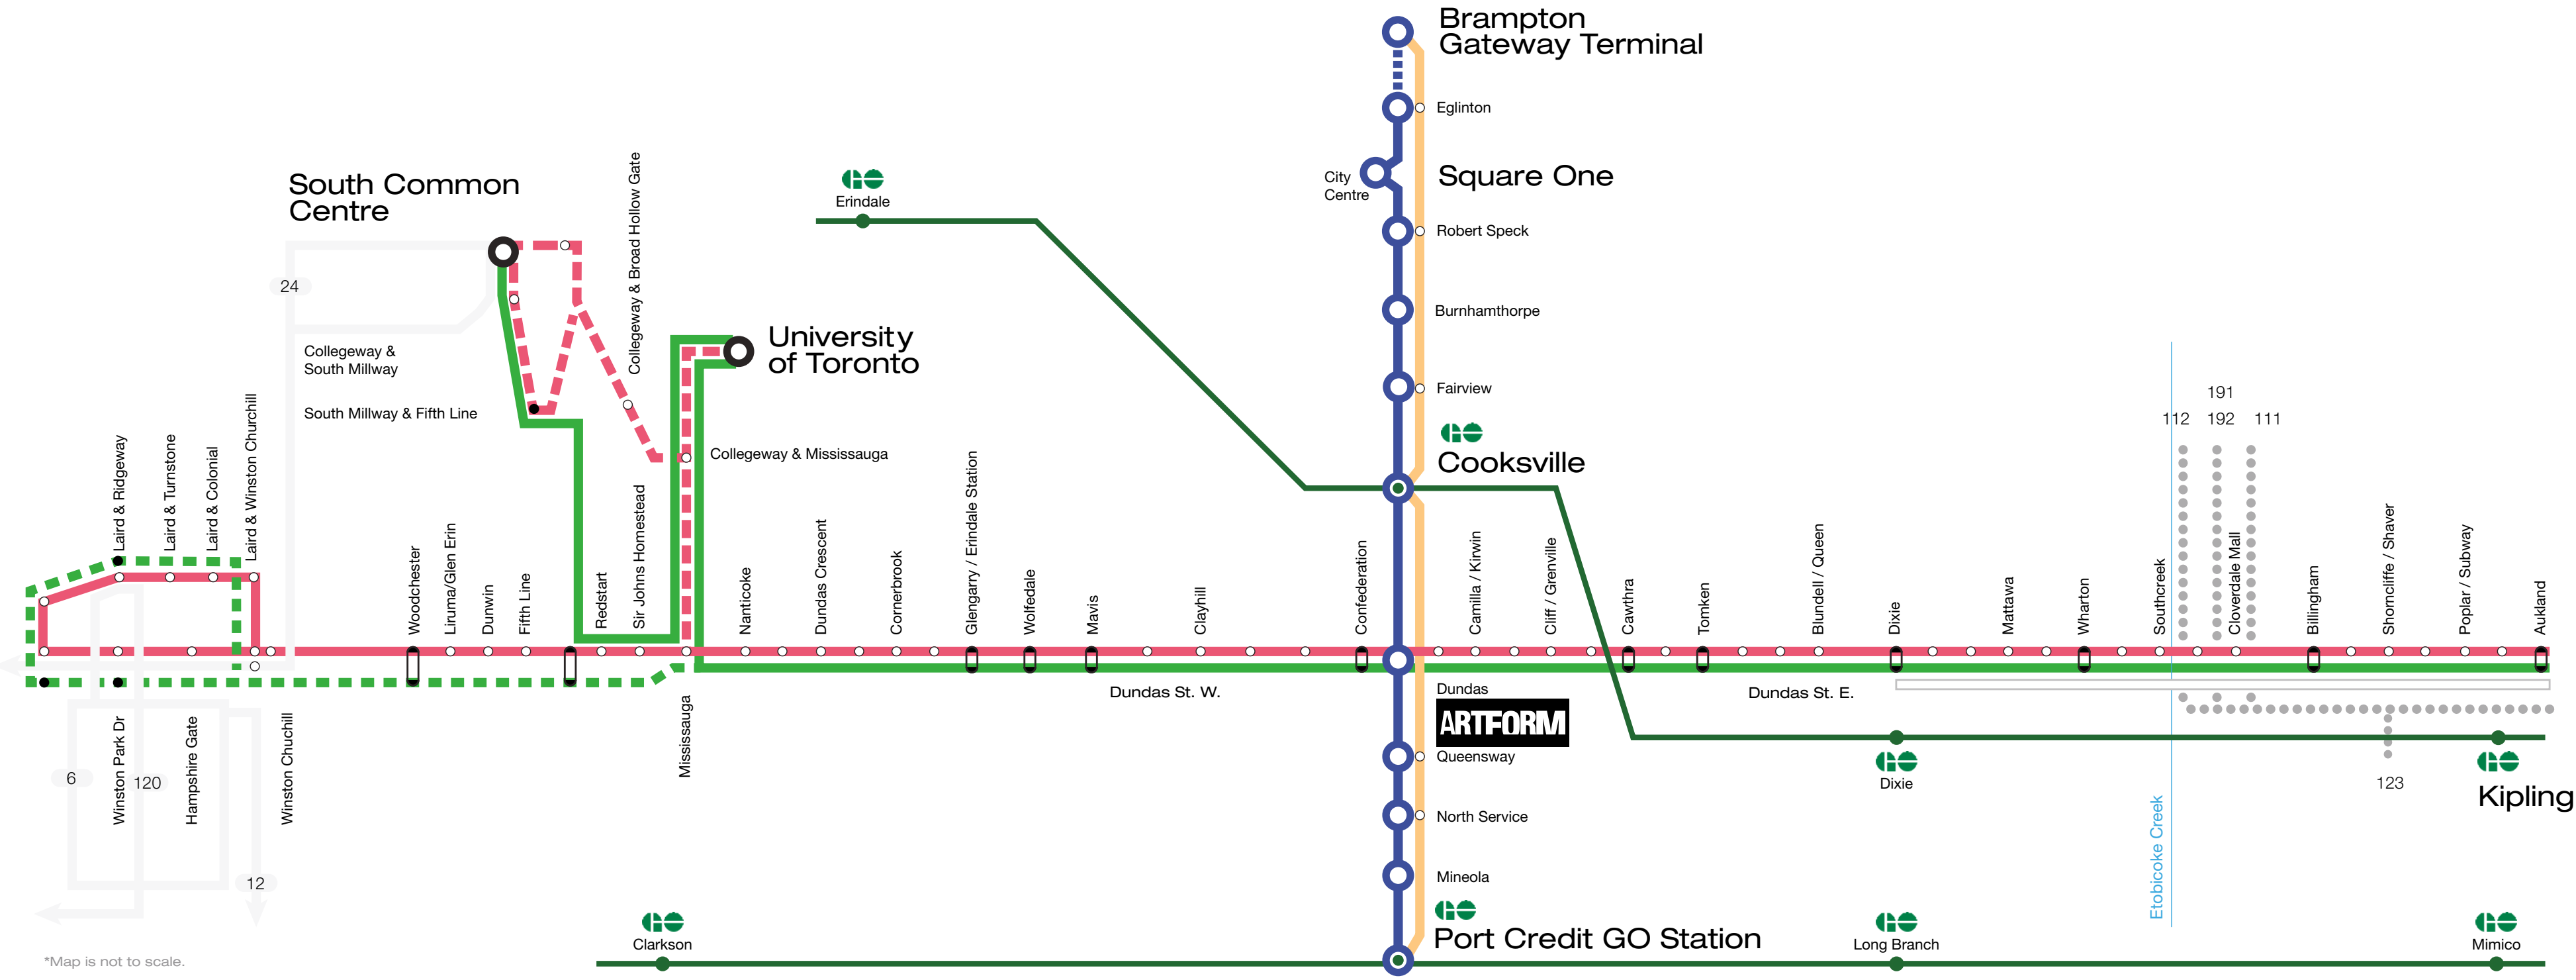 Brampton
Gateway Terminal
Eglinton
City
Centre
Square One
Robert Speck
Burnhamthorpe
Fairview
Cooksville
Erindale
South Common
Centre
24
Collegeway &
South Millway
South Millway & Fifth Line
Collegeway & Broad Hollow Gate
University
of Toronto
Collegeway & Mississauga
191
112
192
111
Laird & Ridgeway
Laird & Turnstone
Laird & Colonial
Laird & Winston Churchill
Woodchester
Liruma/Glen Erin
Dunwin
Fifth Line
Redstart
Sir Johns Homestead
Nanticoke
Dundas Crescent
Cornerbrook
Glengarry / Erindale Station
Wolfedale
Mavis
Clayhill
Confederation
Camilla / Kirwin
Cliff / Grenville
Cawthra
Tomken
Blundell / Queen
Dixie
Mattawa
Wharton
Southcreek
Cloverdale Mall
Billingham
Shorncliffe / Shaver
Poplar / Subway
Aukland
Dundas St. W.
Dundas
Dundas St. E.
ARTFORM
Queensway
North Service
Mineola
Port Credit GO Station
Winston Park Dr
Hampshire Gate
Winston Chuchill
Mississauga
6
120
12
Dixie
123
Kipling
Etobicoke Creek
Clarkson
Long Branch
Mimico
*Map is not to scale.